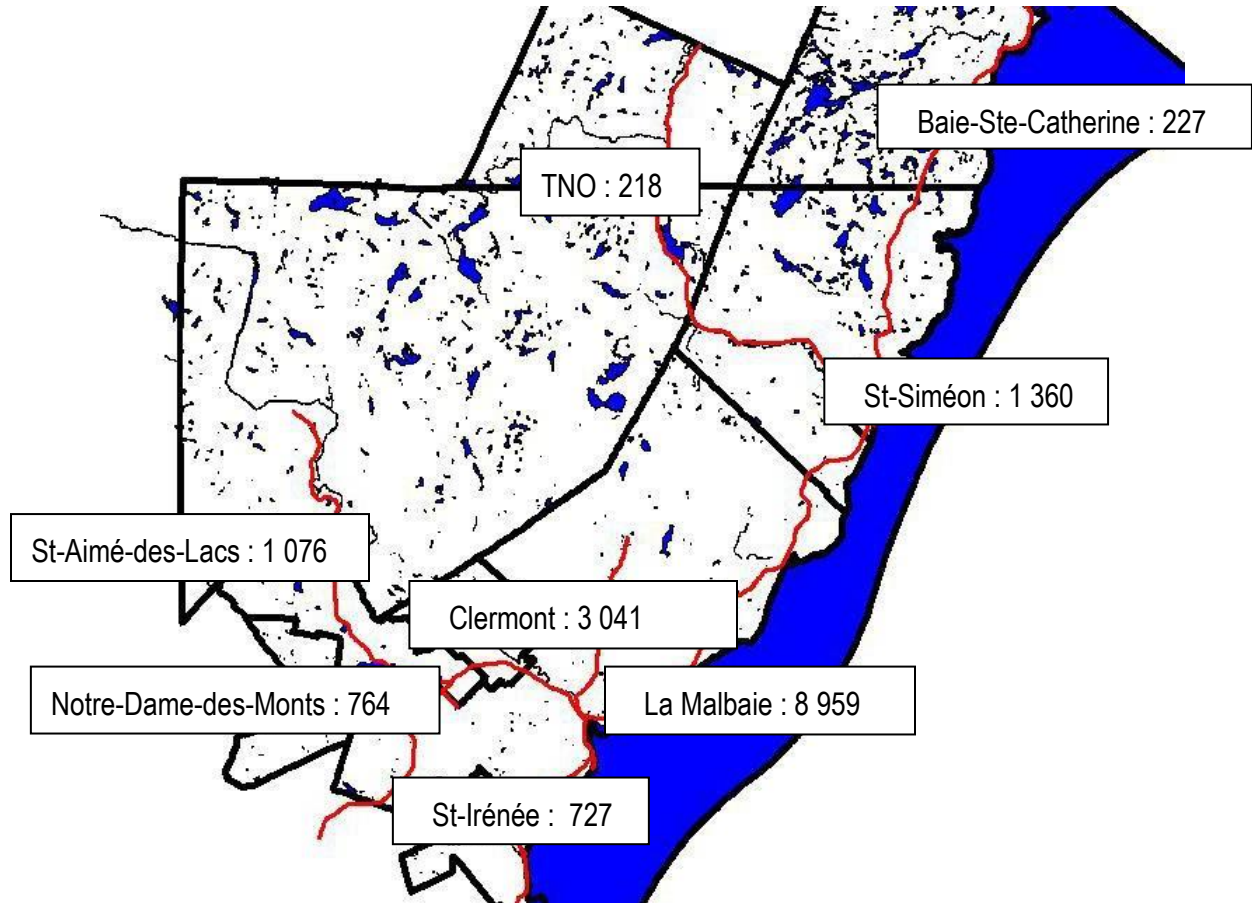 Baie-Ste-Catherine : 227
TNO : 218
St-Siméon : 1 360
St-Aimé-des-Lacs : 1 076
Clermont : 3 041
Notre-Dame-des-Monts : 764
La Malbaie : 8 959
St-Irénée : 727